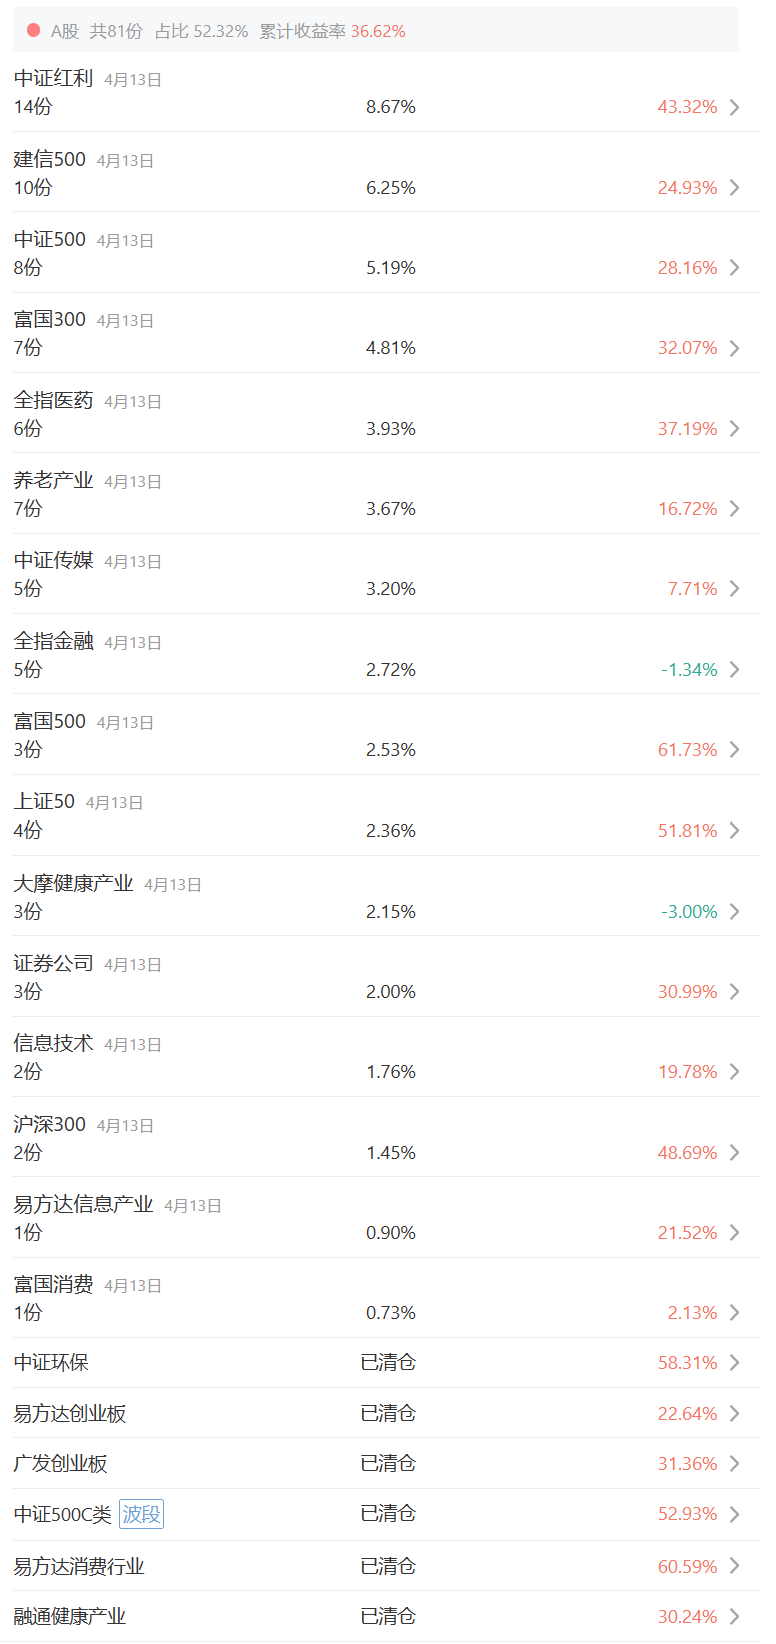 A股 共81份 占比 52.32% 累计收益率 36.62%
中证红利 4月13日
14份 8.67% 43.32%
建信500 4月13日
10份 6.25% 24.93%
中证500 4月13日
8份 5.19% 28.16%
富国300 4月13日
7份 4.81% 32.07%
全指医药 4月13日
6份 3.93% 37.19%
养老产业 4月13日
7份 3.67% 16.72%
中证传媒 4月13日
5份 3.20% 7.71%
全指金融 4月13日
5份 2.72% -1.34%
富国500 4月13日
3份 2.53% 61.73%
上证50 4月13日
4份 2.36% 51.81%
大摩健康产业 4月13日
3份 2.15% -3.00%
证券公司 4月13日
3份 2.00% 30.99%
信息技术 4月13日
2份 1.76% 19.78%
沪深300 4月13日
2份 1.45% 48.69%
易方达信息产业 4月13日
1份 0.90% 21.52%
富国消费 4月13日
1份 0.73% 2.13%
中证环保 已清仓 58.31%
易方达创业板 已清仓 22.64%
广发创业板 已清仓 31.36%
中证500C类 波段 已清仓 52.93%
易方达消费行业 已清仓 60.59%
融通健康产业 已清仓 30.24%